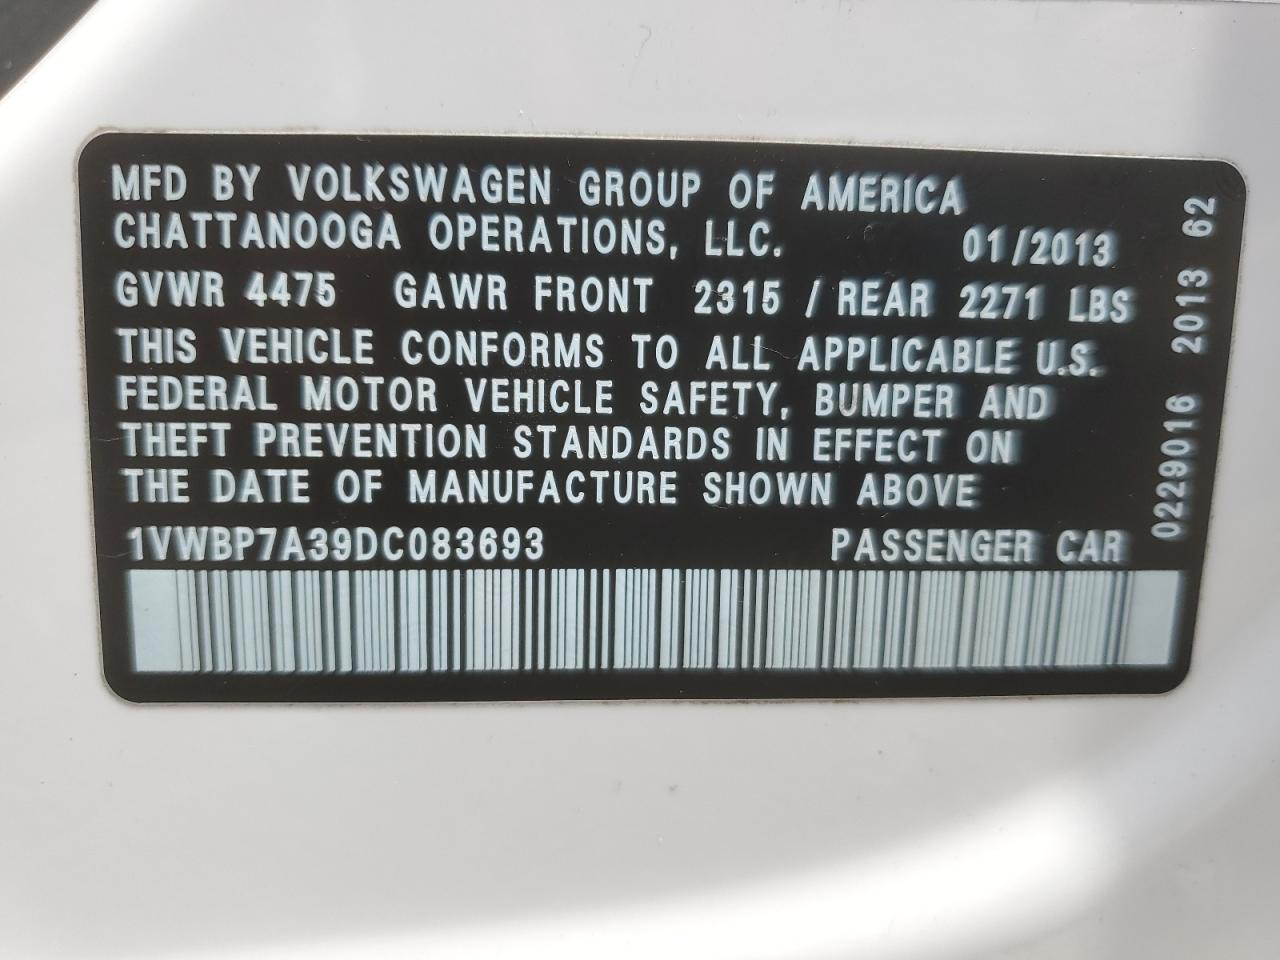 MFD BY VOLKSWAGEN GROUP OF AMERICA
CHATTANOOGA OPERATIONS, LLC. 01/2013
GVWR 4475 GAWR FRONT 2315 / REAR 2271 LBS
THIS VEHICLE CONFORMS TO ALL APPLICABLE U.S.
FEDERAL MOTOR VEHICLE SAFETY, BUMPER AND
THEFT PREVENTION STANDARDS IN EFFECT ON
THE DATE OF MANUFACTURE SHOWN ABOVE
1VWBP7A39DC083693 PASSENGER CAR
0229016 2013 62